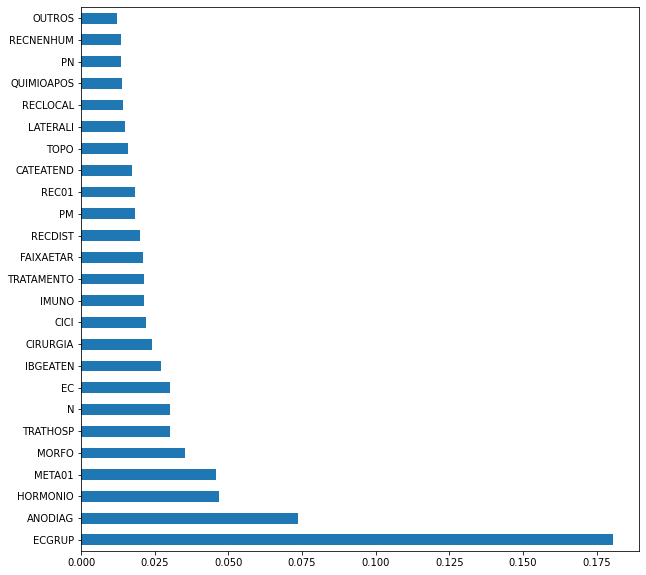 OUTROS
RECNENHUM
PN
QUIMIOAPOS
RECLOCAL
LATERALI
TOPO
CATEATEND
REC01
PM
RECDIST
FAIXAETAR
TRATAMENTO
IMUNO
CICI
CIRURGIA
IBGEATEN
EC
N
TRATHOSP
MORFO
META01
HORMONIO
ANODIAG
ECGRUP
0.000 0.025 0.050 0.075 0.100 0.125 0.150 0.175